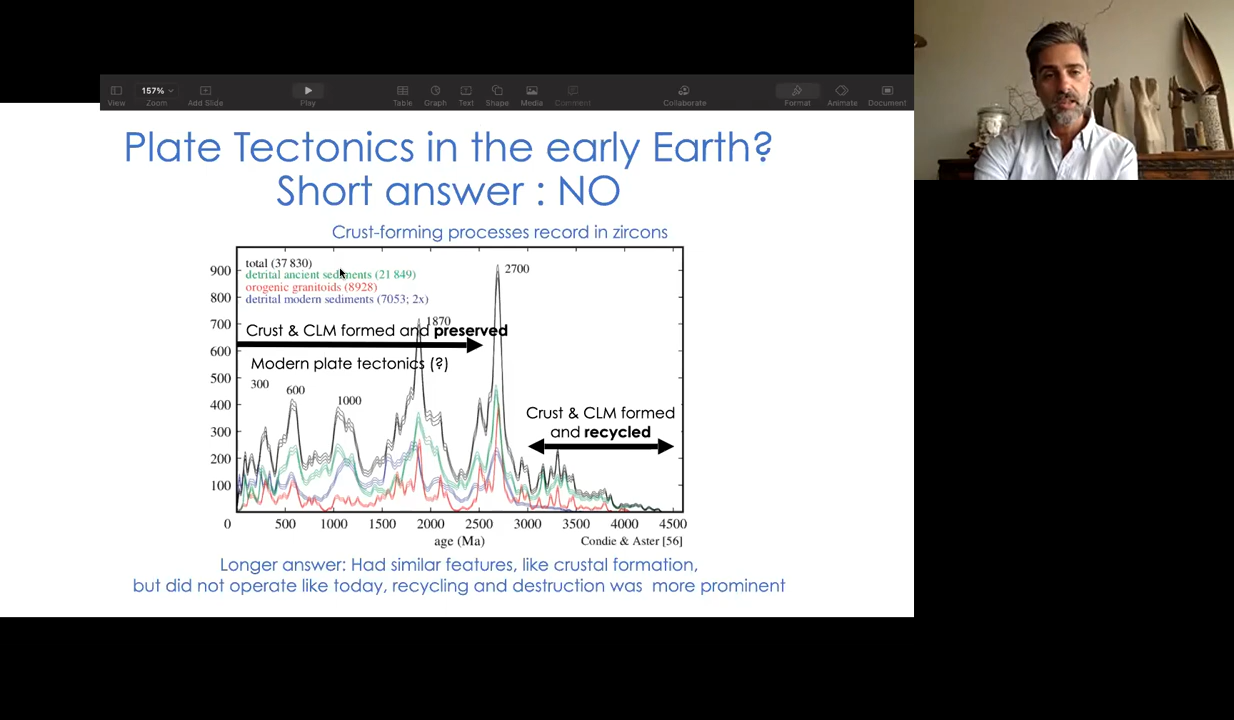 157%
View Zoom Add Slide Play Table Graph Text Shape Media Comment Collaborate Format Animate Document
Plate Tectonics in the early Earth?
Short answer : NO
Crust-forming processes record in zircons
total (37 830)
detrital ancient sediments (21 849)
orogenic granitoids (8928)
detrital modern sediments (7053; 2x)
900
800
700
600
500
400
300
200
100
2700
1870
Crust & CLM formed and preserved
Modern plate tectonics (?)
300
600
1000
Crust & CLM formed
and recycled
0 500 1000 1500 2000 2500 3000 3500 4000 4500
age (Ma)
Condie & Aster [56]
Longer answer: Had similar features, like crustal formation,
but did not operate like today, recycling and destruction was more prominent